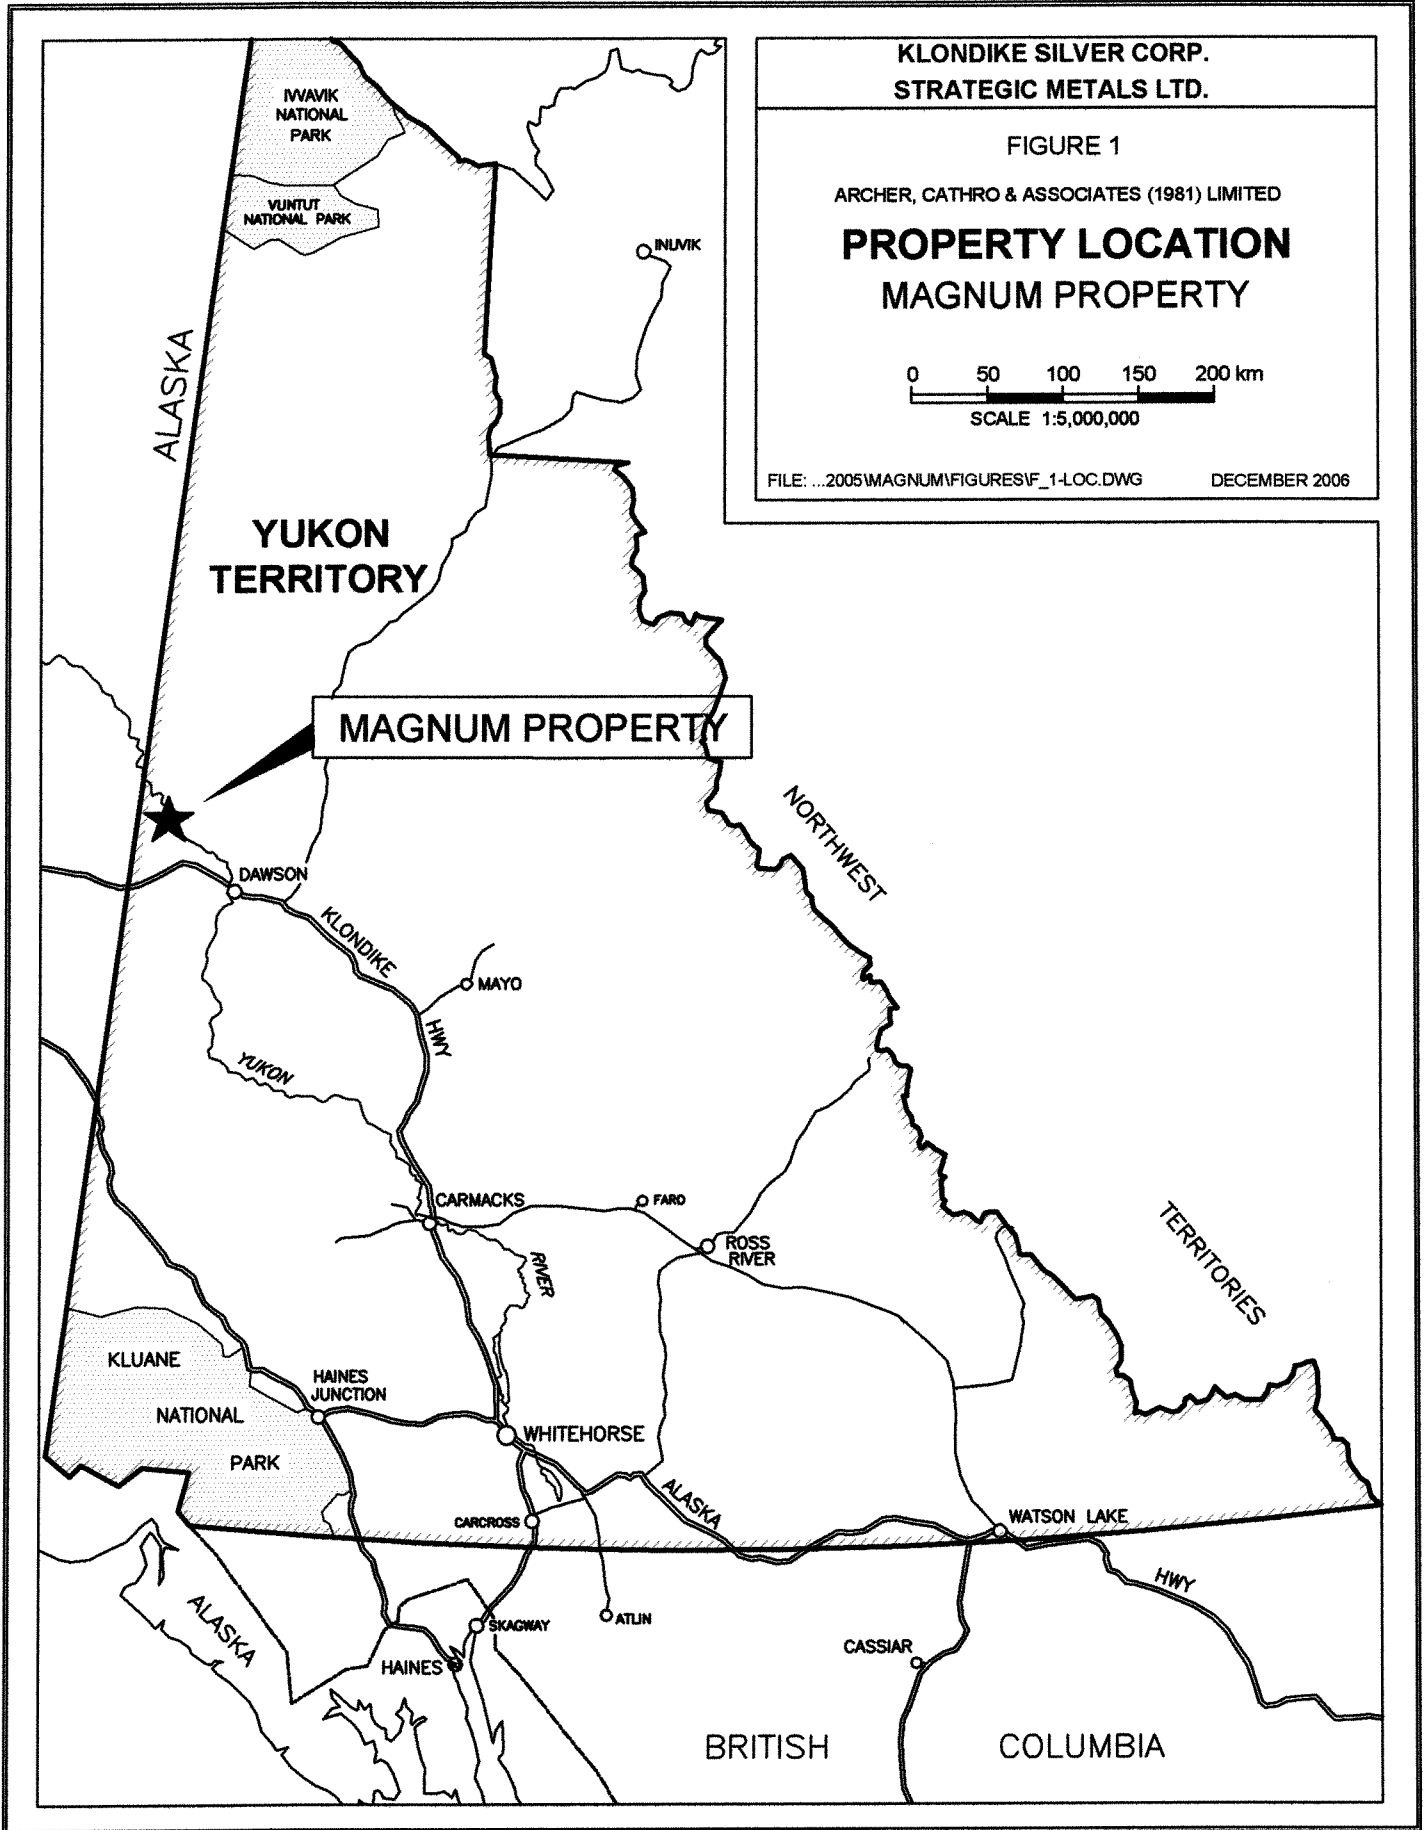 KLONDIKE SILVER CORP.
STRATEGIC METALS LTD.
FIGURE 1
ARCHER, CATHRO & ASSOCIATES (1981) LIMITED
PROPERTY LOCATION
MAGNUM PROPERTY
0 50 100 150 200 km
SCALE 1:5,000,000
FILE: ...2005\MAGNUM\FIGURES\F_1-LOC.DWG DECEMBER 2006
IVVAVIK
NATIONAL
PARK
VUNTUT
NATIONAL PARK
INUVIK
ALASKA
YUKON
TERRITORY
MAGNUM PROPERTY
NORTHWEST
DAWSON
KLONDIKE
MAYO
HWY
YUKON
CARMACKS
FARO
ROSS
RIVER
RIVER
TERRITORIES
KLUANE
NATIONAL
PARK
HAINES
JUNCTION
WHITEHORSE
ALASKA
CARCROSS
WATSON LAKE
HWY
ALASKA
SKAGWAY
ATLIN
HAINES
CASSIAR
BRITISH COLUMBIA